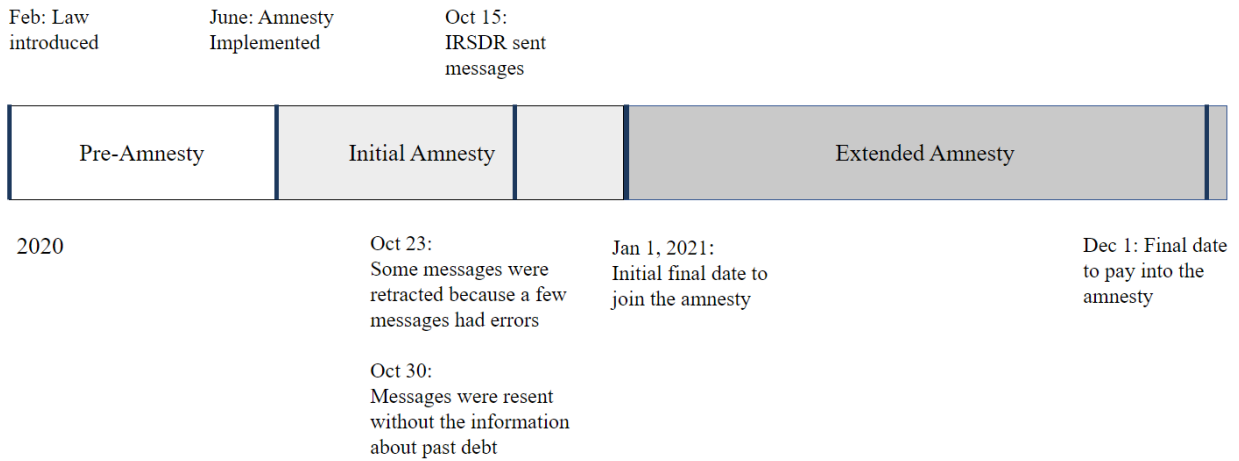 Feb: Law
introduced
June: Amnesty
Implemented
Oct 15:
IRSDR sent
messages
Pre-Amnesty
Initial Amnesty
Extended Amnesty
2020
Oct 23:
Some messages were
retracted because a few
messages had errors
Oct 30:
Messages were resent
without the information
about past debt
Jan 1, 2021:
Initial final date to
join the amnesty
Dec 1: Final date
to pay into the
amnesty